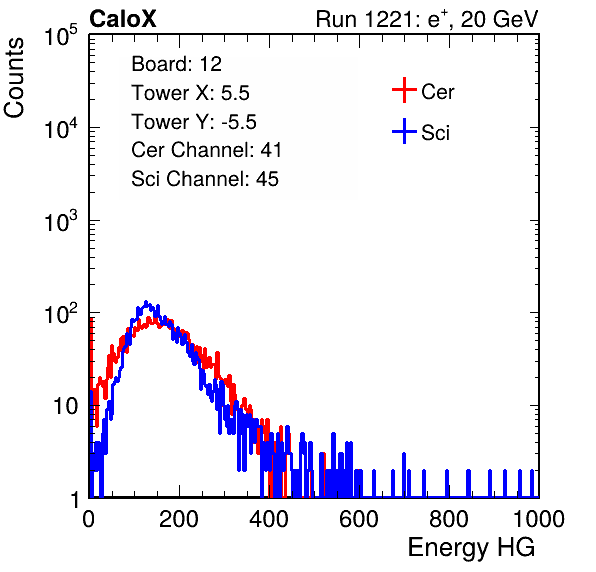 CaloX Run 1221: e⁺, 20 GeV
Counts
10⁵
10⁴
10³
10²
10
1
Board: 12
Tower X: 5.5
Tower Y: -5.5
Cer Channel: 41
Sci Channel: 45
Cer
Sci
0 200 400 600 800 1000
Energy HG